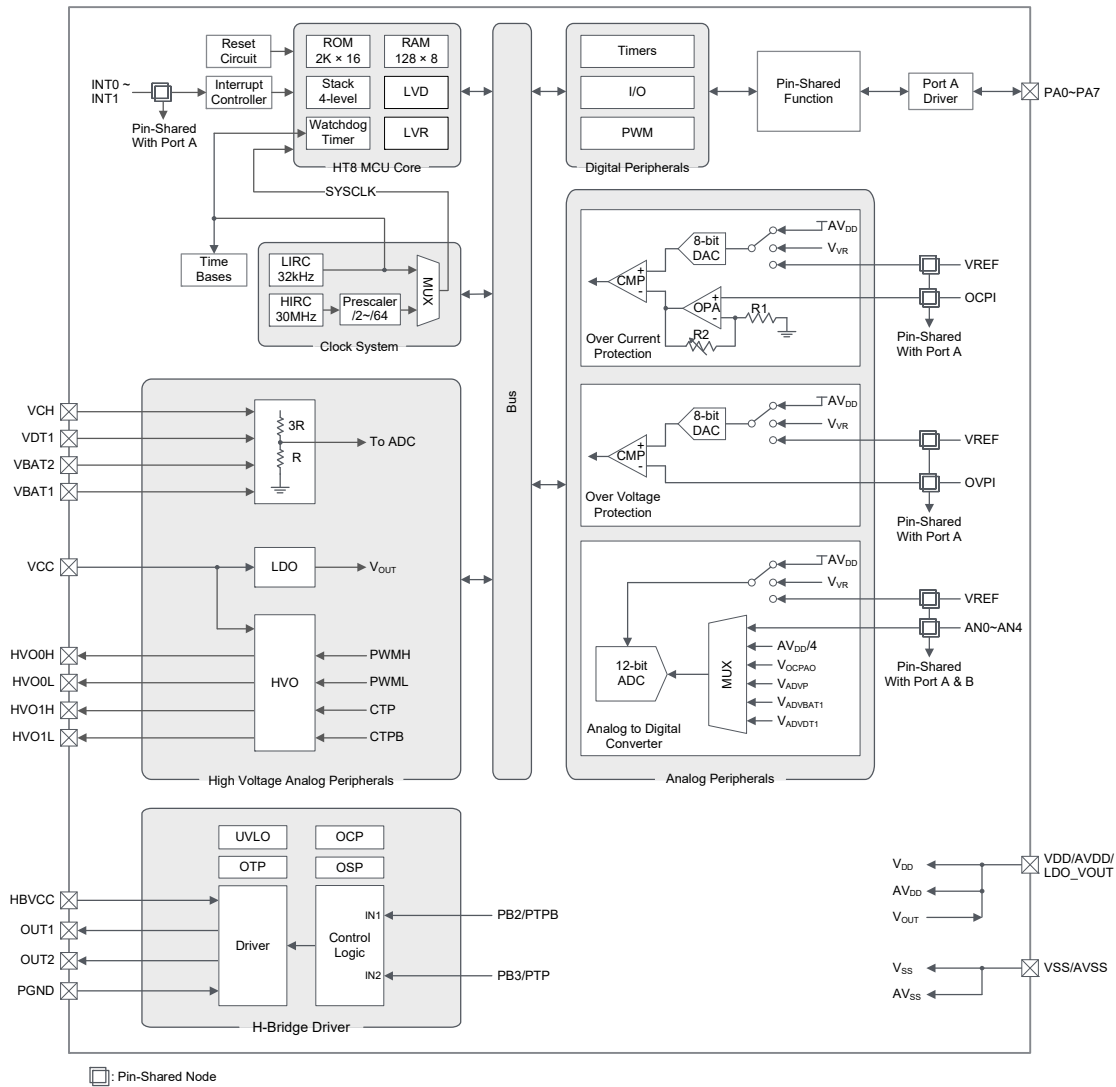 Reset
Circuit
INT0 ~
INT1
Interrupt
Controller
Pin-Shared
With Port A
ROM
2K × 16
RAM
128 × 8
Stack
4-level
LVD
Watchdog
Timer
LVR
HT8 MCU Core
SYSCLK
Time
Bases
LIRC
32kHz
HIRC
30MHz
Prescaler
/2~/64
MUX
Clock System
Bus
Timers
I/O
PWM
Digital Peripherals
Pin-Shared
Function
Port A
Driver
PA0~PA7
8-bit
DAC
AVDD
VVR
VREF
CMP
+
-
OPA
+
-
R1
R2
OCPI
Over Current
Protection
Pin-Shared
With Port A
8-bit
DAC
AVDD
VVR
VREF
CMP
+
-
OVPI
Over Voltage
Protection
Pin-Shared
With Port A
AVDD
VVR
VREF
AN0~AN4
12-bit
ADC
MUX
AVDD/4
VOCPAO
VADVP
VADVBAT1
VADVDT1
Pin-Shared
With Port A & B
Analog to Digital
Converter
Analog Peripherals
VCH
VDT1
VBAT2
VBAT1
3R
R
To ADC
VCC
LDO
VOUT
HVO0H
HVO0L
HVO1H
HVO1L
HVO
PWMH
PWML
CTP
CTPB
High Voltage Analog Peripherals
UVLO
OCP
OTP
OSP
HBVCC
OUT1
OUT2
PGND
Driver
Control
Logic
IN1
IN2
PB2/PTPB
PB3/PTP
H-Bridge Driver
VDD
AVDD
VOUT
VDD/AVDD/
LDO_VOUT
VSS
AVSS
VSS/AVSS
: Pin-Shared Node